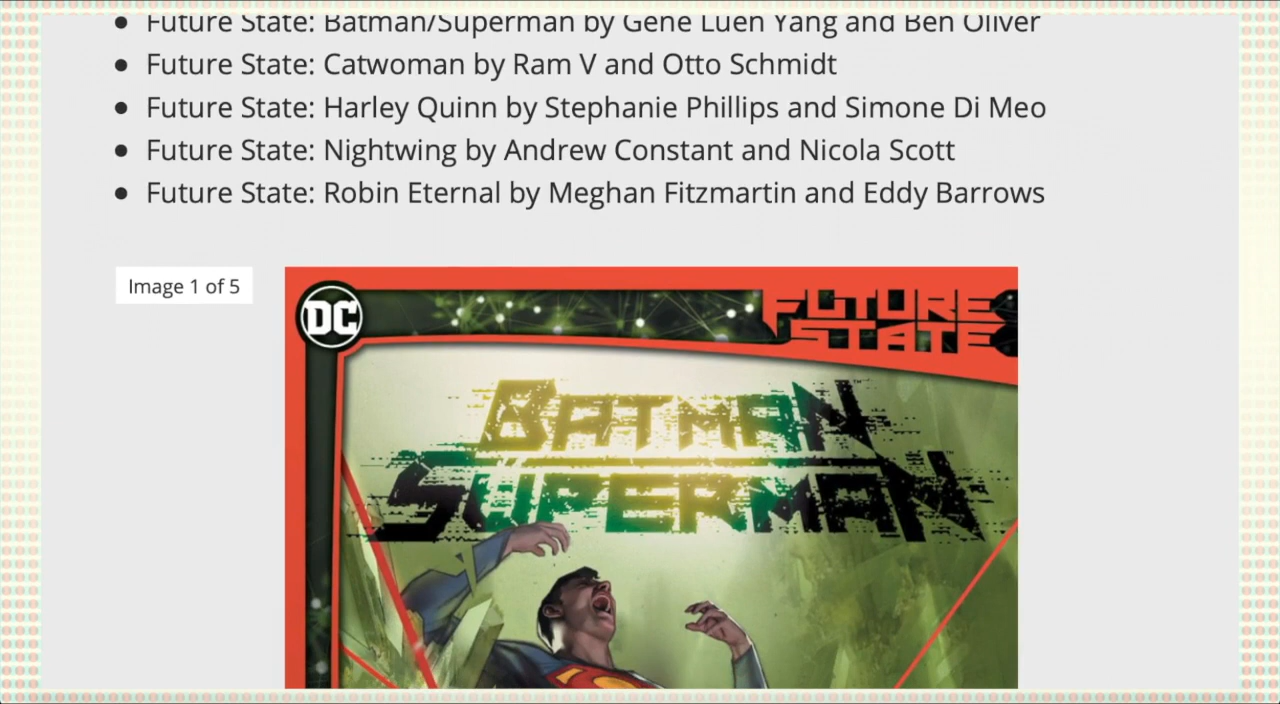 Future State: Batman/Superman by Gene Luen Yang and Ben Oliver
Future State: Catwoman by Ram V and Otto Schmidt
Future State: Harley Quinn by Stephanie Phillips and Simone Di Meo
Future State: Nightwing by Andrew Constant and Nicola Scott
Future State: Robin Eternal by Meghan Fitzmartin and Eddy Barrows
Image 1 of 5
DC
FUTURE
STATE
BATMAN
SUPERMAN